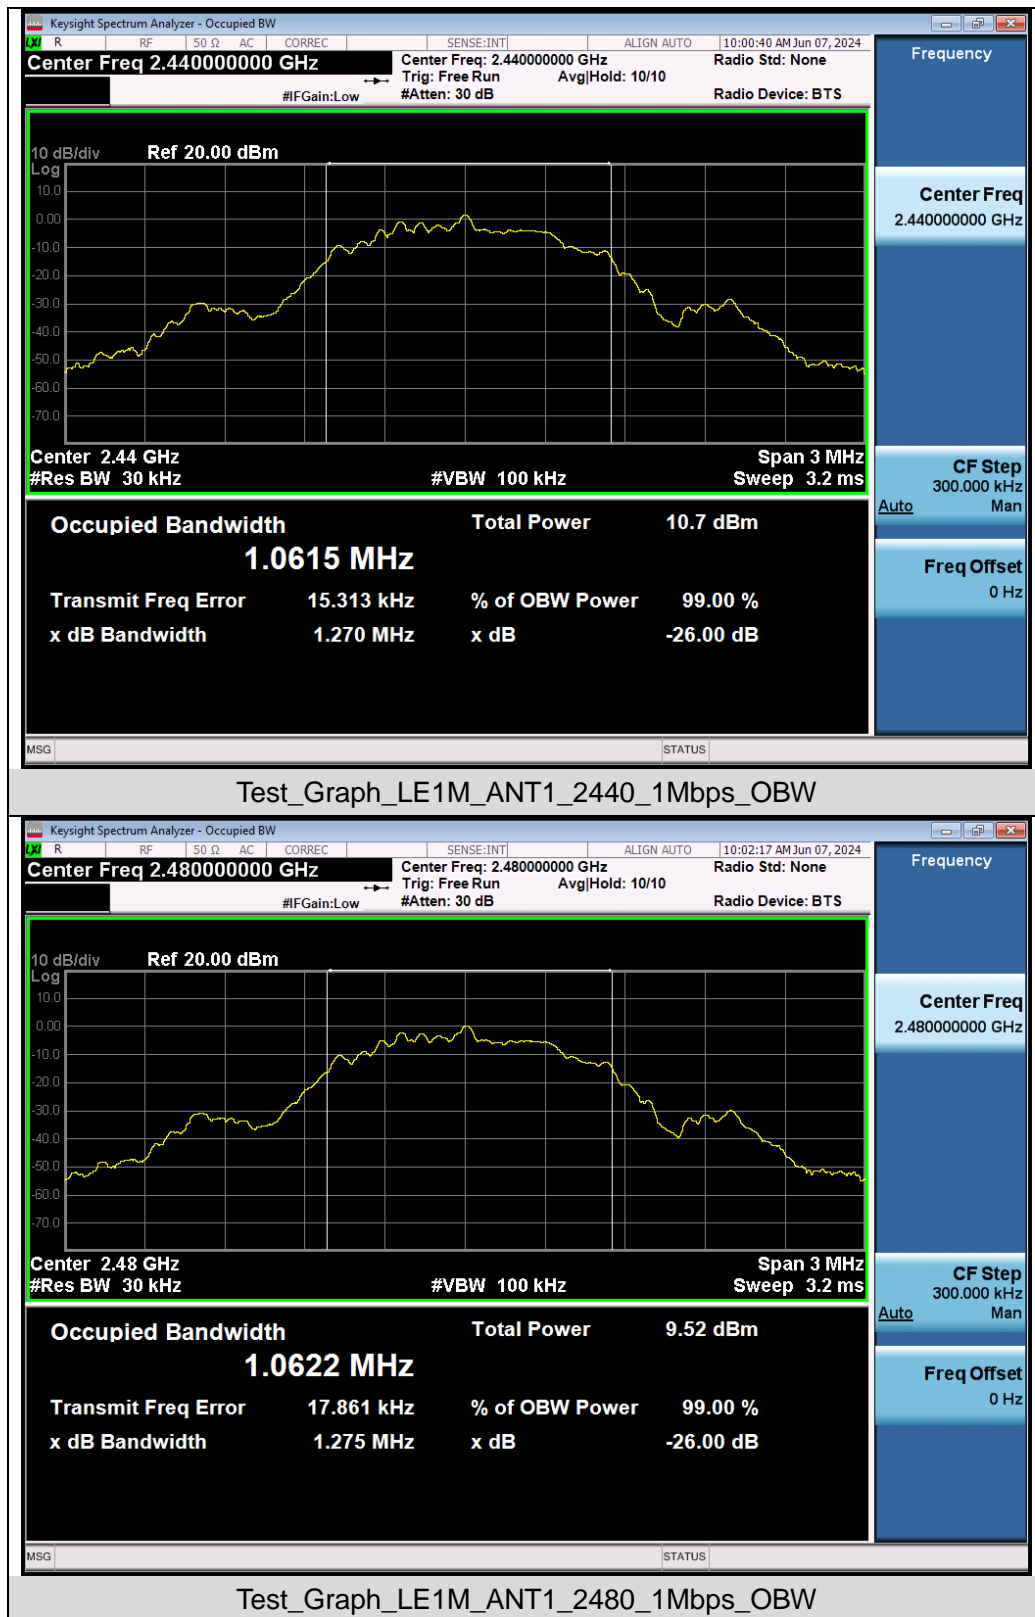 Keysight Spectrum Analyzer - Occupied BW
LXI R RF 50 Ω AC CORREC SENSE:INT ALIGN AUTO 10:00:40 AM Jun 07, 2024
Center Freq 2.440000000 GHz
Center Freq: 2.440000000 GHz
Radio Std: None
Trig: Free Run Avg|Hold: 10/10
#IFGain:Low
#Atten: 30 dB
Radio Device: BTS
Frequency
10 dB/div Ref 20.00 dBm
Log
10.0
0.00
-10.0
-20.0
-30.0
-40.0
-50.0
-60.0
-70.0
Center Freq
2.440000000 GHz
Center 2.44 GHz Span 3 MHz
#Res BW 30 kHz #VBW 100 kHz Sweep 3.2 ms
CF Step
300.000 kHz
Auto Man
Occupied Bandwidth Total Power 10.7 dBm
1.0615 MHz
Freq Offset
0 Hz
Transmit Freq Error 15.313 kHz % of OBW Power 99.00 %
x dB Bandwidth 1.270 MHz x dB -26.00 dB
MSG STATUS
Test_Graph_LE1M_ANT1_2440_1Mbps_OBW
Keysight Spectrum Analyzer - Occupied BW
LXI R RF 50 Ω AC CORREC SENSE:INT ALIGN AUTO 10:02:17 AM Jun 07, 2024
Center Freq 2.480000000 GHz
Center Freq: 2.480000000 GHz
Radio Std: None
Trig: Free Run Avg|Hold: 10/10
#IFGain:Low
#Atten: 30 dB
Radio Device: BTS
Frequency
10 dB/div Ref 20.00 dBm
Log
10.0
0.00
-10.0
-20.0
-30.0
-40.0
-50.0
-60.0
-70.0
Center Freq
2.480000000 GHz
Center 2.48 GHz Span 3 MHz
#Res BW 30 kHz #VBW 100 kHz Sweep 3.2 ms
CF Step
300.000 kHz
Auto Man
Occupied Bandwidth Total Power 9.52 dBm
1.0622 MHz
Freq Offset
0 Hz
Transmit Freq Error 17.861 kHz % of OBW Power 99.00 %
x dB Bandwidth 1.275 MHz x dB -26.00 dB
MSG STATUS
Test_Graph_LE1M_ANT1_2480_1Mbps_OBW